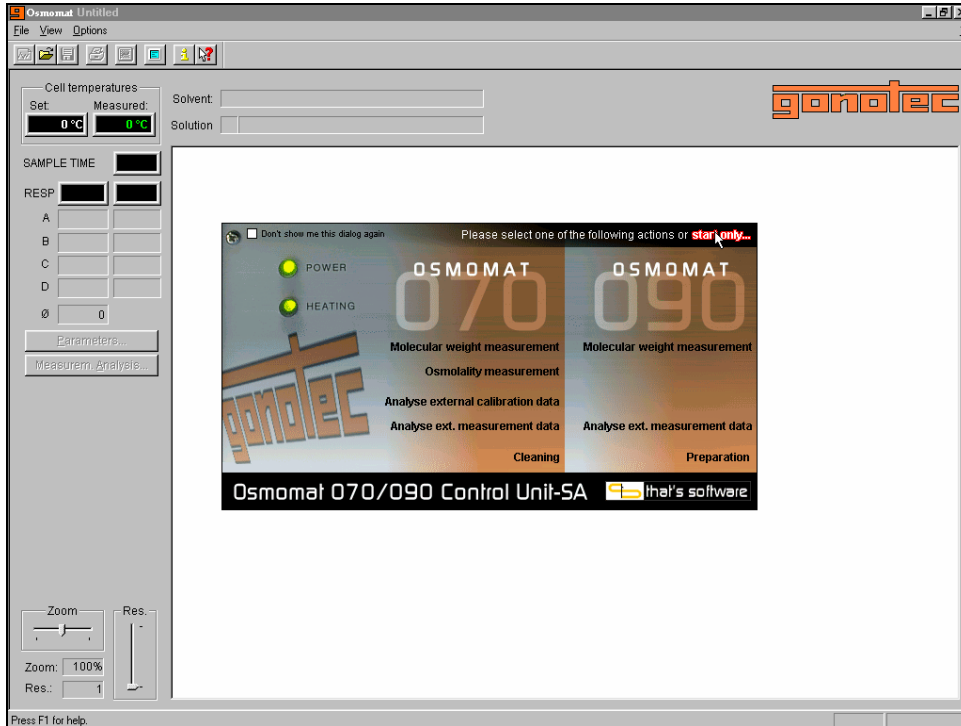 Osmomat Untitled
File View Options
Cell temperatures
Set: Measured:
0 °C 0 °C
Solvent:
Solution
gonotec
SAMPLE TIME
RESP
A
B
C
D
Ø 0
Parameters...
Measurem. Analysis...
Don't show me this dialog again
Please select one of the following actions or start only...
POWER
HEATING
OSMOMAT
070
OSMOMAT
090
gonotec
Molecular weight measurement
Osmolality measurement
Analyse external calibration data
Analyse ext. measurement data
Cleaning
Molecular weight measurement
Analyse ext. measurement data
Preparation
Osmomat 070/090 Control Unit-SA
that's software
Zoom
Res.
Zoom: 100%
Res.: 1
Press F1 for help.